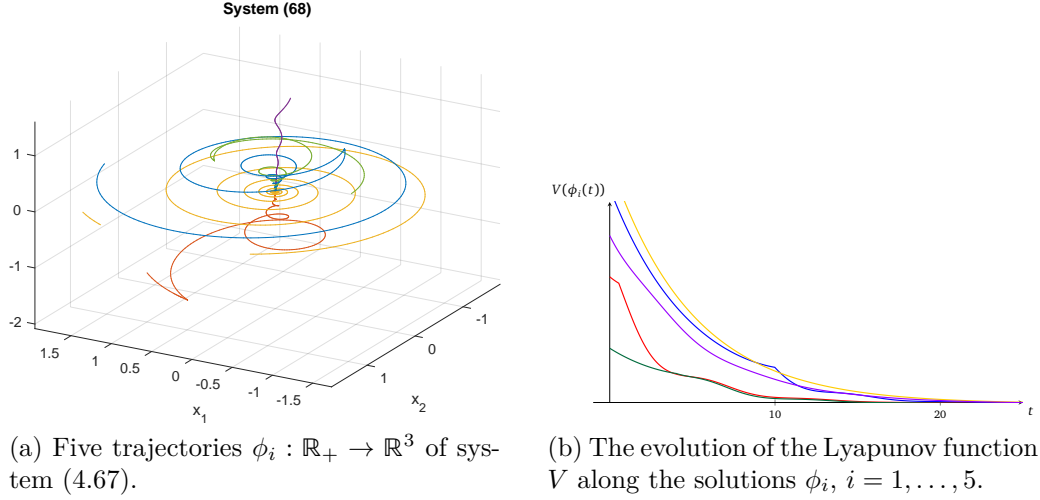 System (68)
1
0
-1
-2
1.5
1
0.5
0
-0.5
-1
-1.5
x1
1
0
-1
x2
V(ϕi(t))
10
20
t
(a) Five trajectories ϕi : ℝ+ → ℝ3 of sys-
tem (4.67).
(b) The evolution of the Lyapunov function
V along the solutions ϕi, i = 1, . . . , 5.